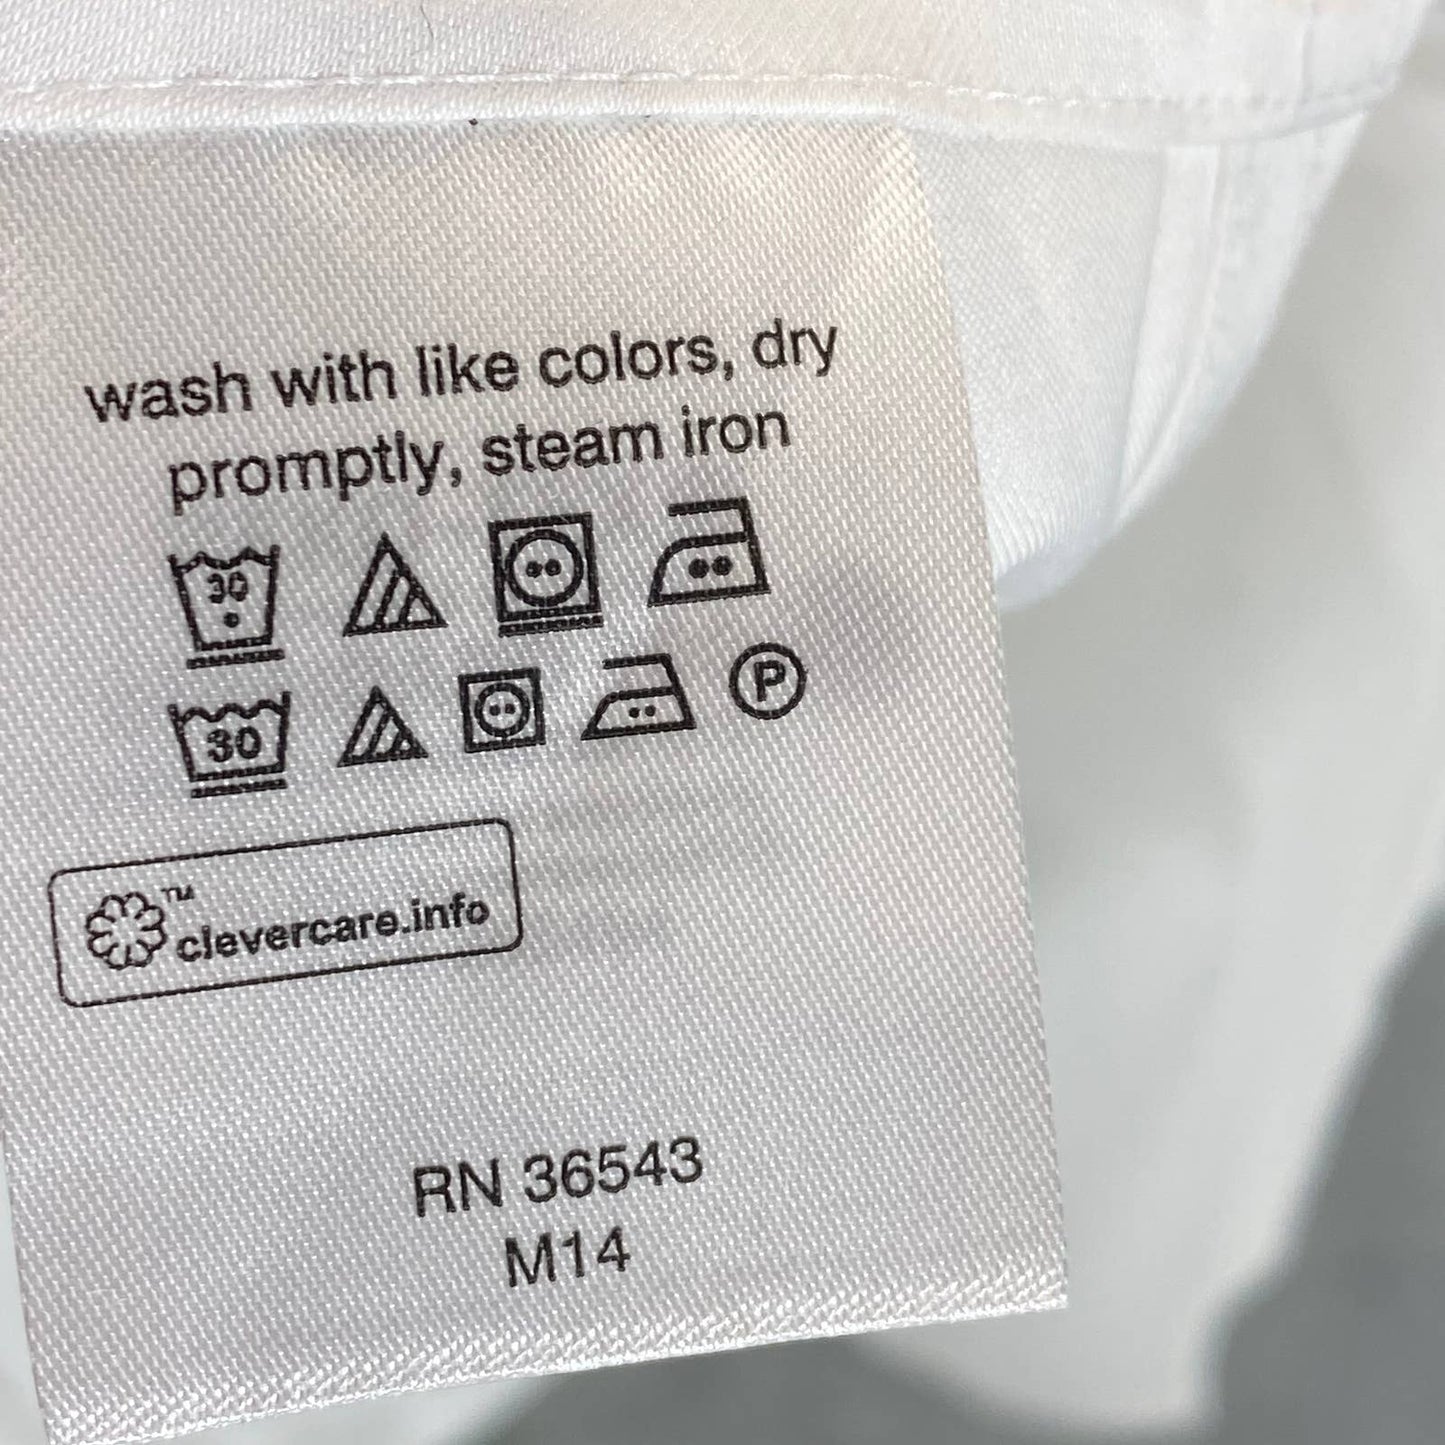 wash with like colors, dry
promptly, steam iron
30
30
P
™
clevercare.info
RN 36543
M14